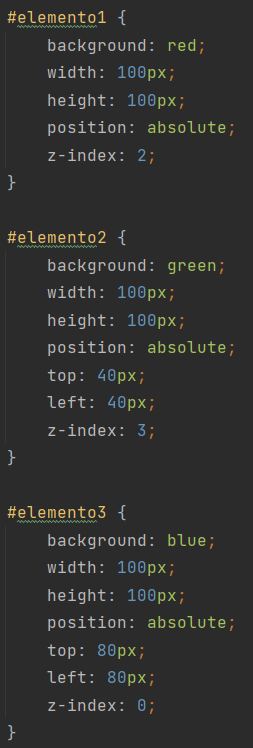 #elemento1 {
    background: red;
    width: 100px;
    height: 100px;
    position: absolute;
    z-index: 2;
}

#elemento2 {
    background: green;
    width: 100px;
    height: 100px;
    position: absolute;
    top: 40px;
    left: 40px;
    z-index: 3;
}

#elemento3 {
    background: blue;
    width: 100px;
    height: 100px;
    position: absolute;
    top: 80px;
    left: 80px;
    z-index: 0;
}